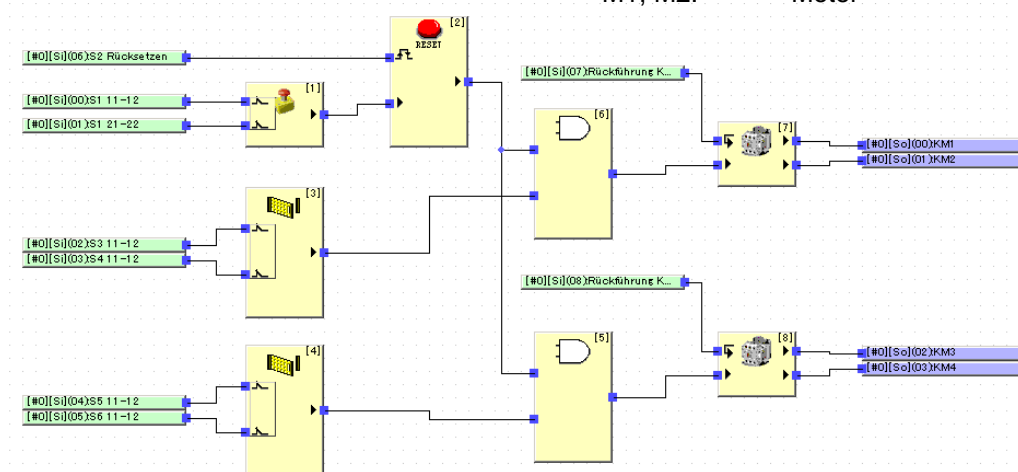 M1, M2: Motor
[2]
RESET
[#0][Si](06):S2 Rücksetzen
[#0][Si](07):Rückführung K...
[1]
[#0][Si](00):S1 11-12
[#0][Si](01):S1 21-22
[6]
[7]
[#0][So](00):KM1
[#0][So](01):KM2
[3]
[#0][Si](02):S3 11-12
[#0][Si](03):S4 11-12
[#0][Si](08):Rückführung K...
[5]
[8]
[4]
[#0][So](02):KM3
[#0][So](03):KM4
[#0][Si](04):S5 11-12
[#0][Si](05):S6 11-12